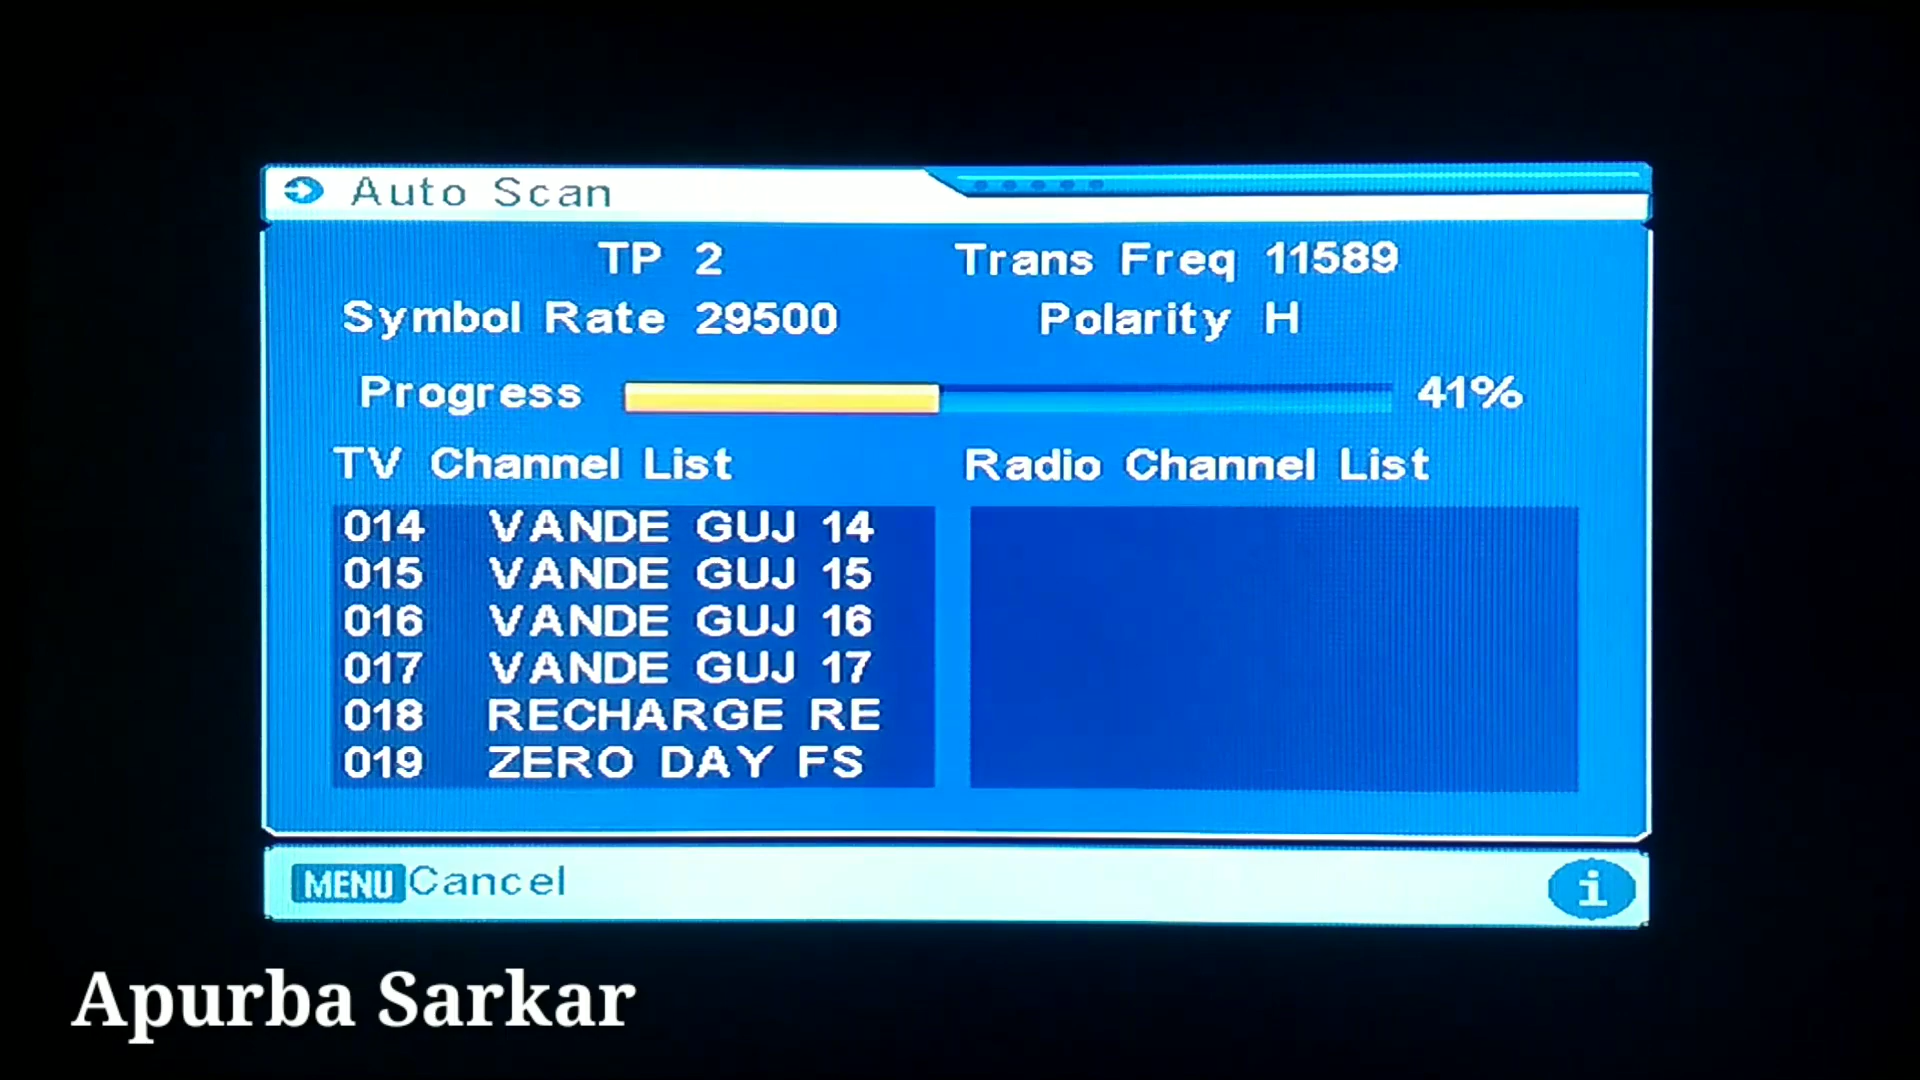 Auto Scan
TP 2 Trans Freq 11589
Symbol Rate 29500 Polarity H
Progress 41%
TV Channel List Radio Channel List
014 VANDE GUJ 14
015 VANDE GUJ 15
016 VANDE GUJ 16
017 VANDE GUJ 17
018 RECHARGE RE
019 ZERO DAY FS
MENU Cancel i
Apurba Sarkar